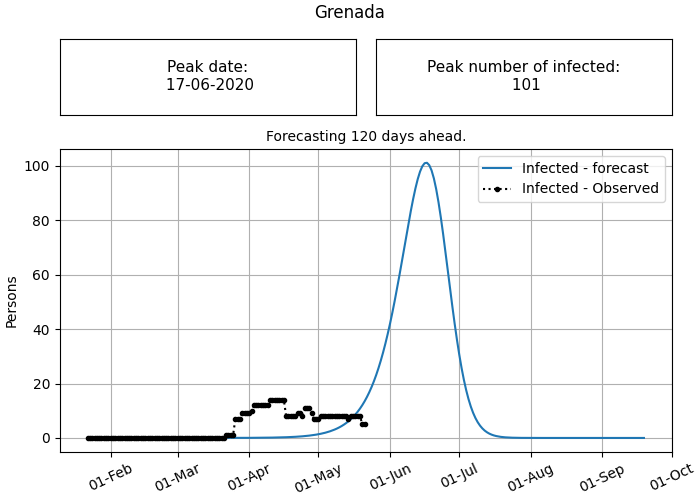 Grenada
Peak date:
17-06-2020
Peak number of infected:
101
Forecasting 120 days ahead.
Infected - forecast
Infected - Observed
Persons
100
80
60
40
20
0
01-Feb
01-Mar
01-Apr
01-May
01-Jun
01-Jul
01-Aug
01-Sep
01-Oct